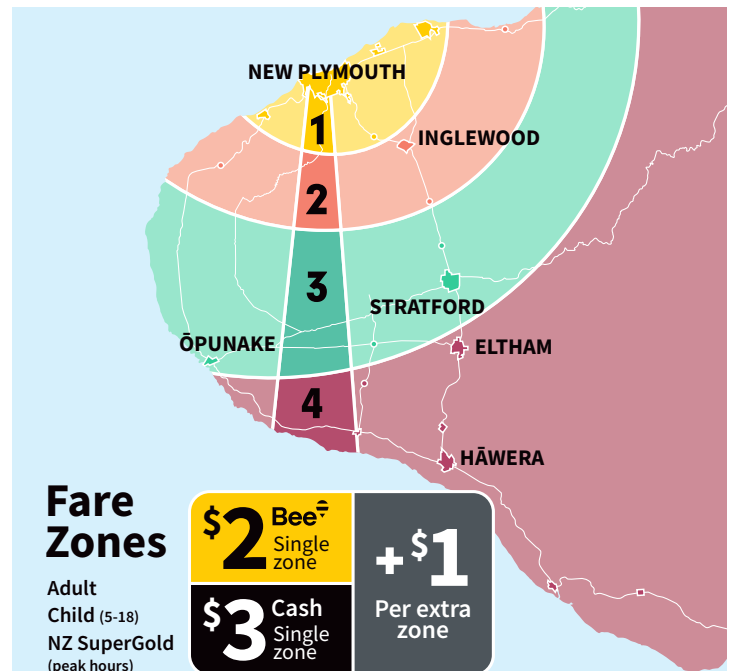 NEW PLYMOUTH
1
INGLEWOOD
2
3
STRATFORD
ŌPUNAKE
ELTHAM
4
HĀWERA
Fare
Zones
Adult
Child (5-18)
NZ SuperGold
(peak hours)
$2 Bee
Single
zone
$3 Cash
Single
zone
+$1
Per extra
zone